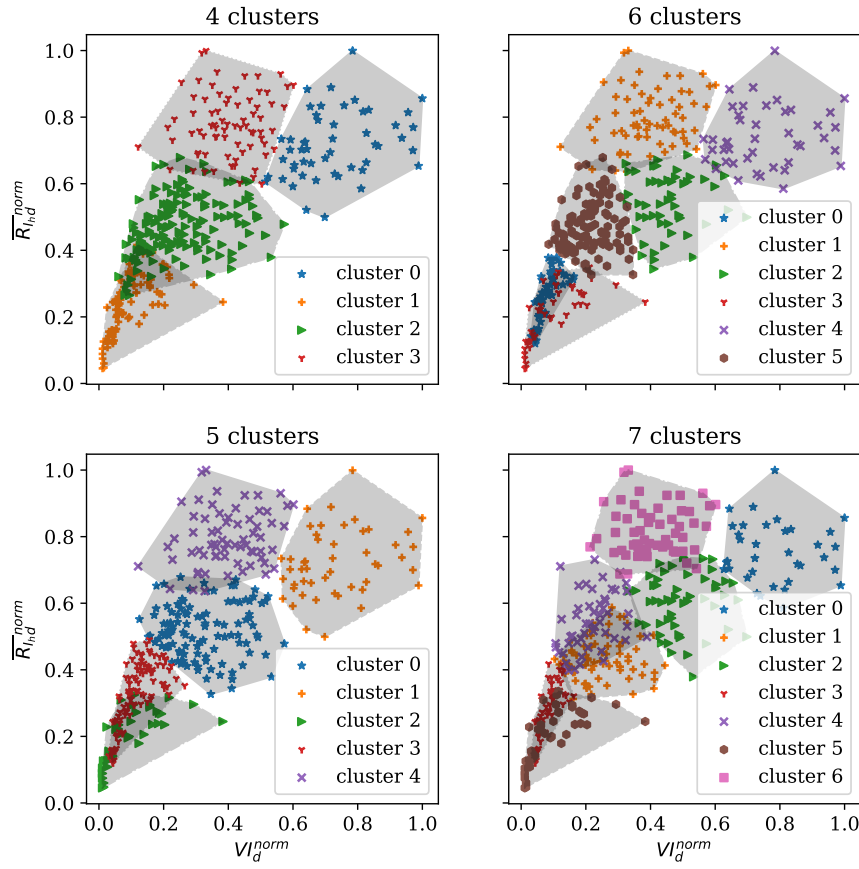 4 clusters
1.0
0.8
0.6
0.4
0.2
0.0
$\overline{R}_{I_hd}^{norm}$
cluster 0
cluster 1
cluster 2
cluster 3
6 clusters
cluster 0
cluster 1
cluster 2
cluster 3
cluster 4
cluster 5
5 clusters
1.0
0.8
0.6
0.4
0.2
0.0
$\overline{R}_{I_hd}^{norm}$
cluster 0
cluster 1
cluster 2
cluster 3
cluster 4
0.0 0.2 0.4 0.6 0.8 1.0
$VI_d^{norm}$
7 clusters
cluster 0
cluster 1
cluster 2
cluster 3
cluster 4
cluster 5
cluster 6
0.0 0.2 0.4 0.6 0.8 1.0
$VI_d^{norm}$